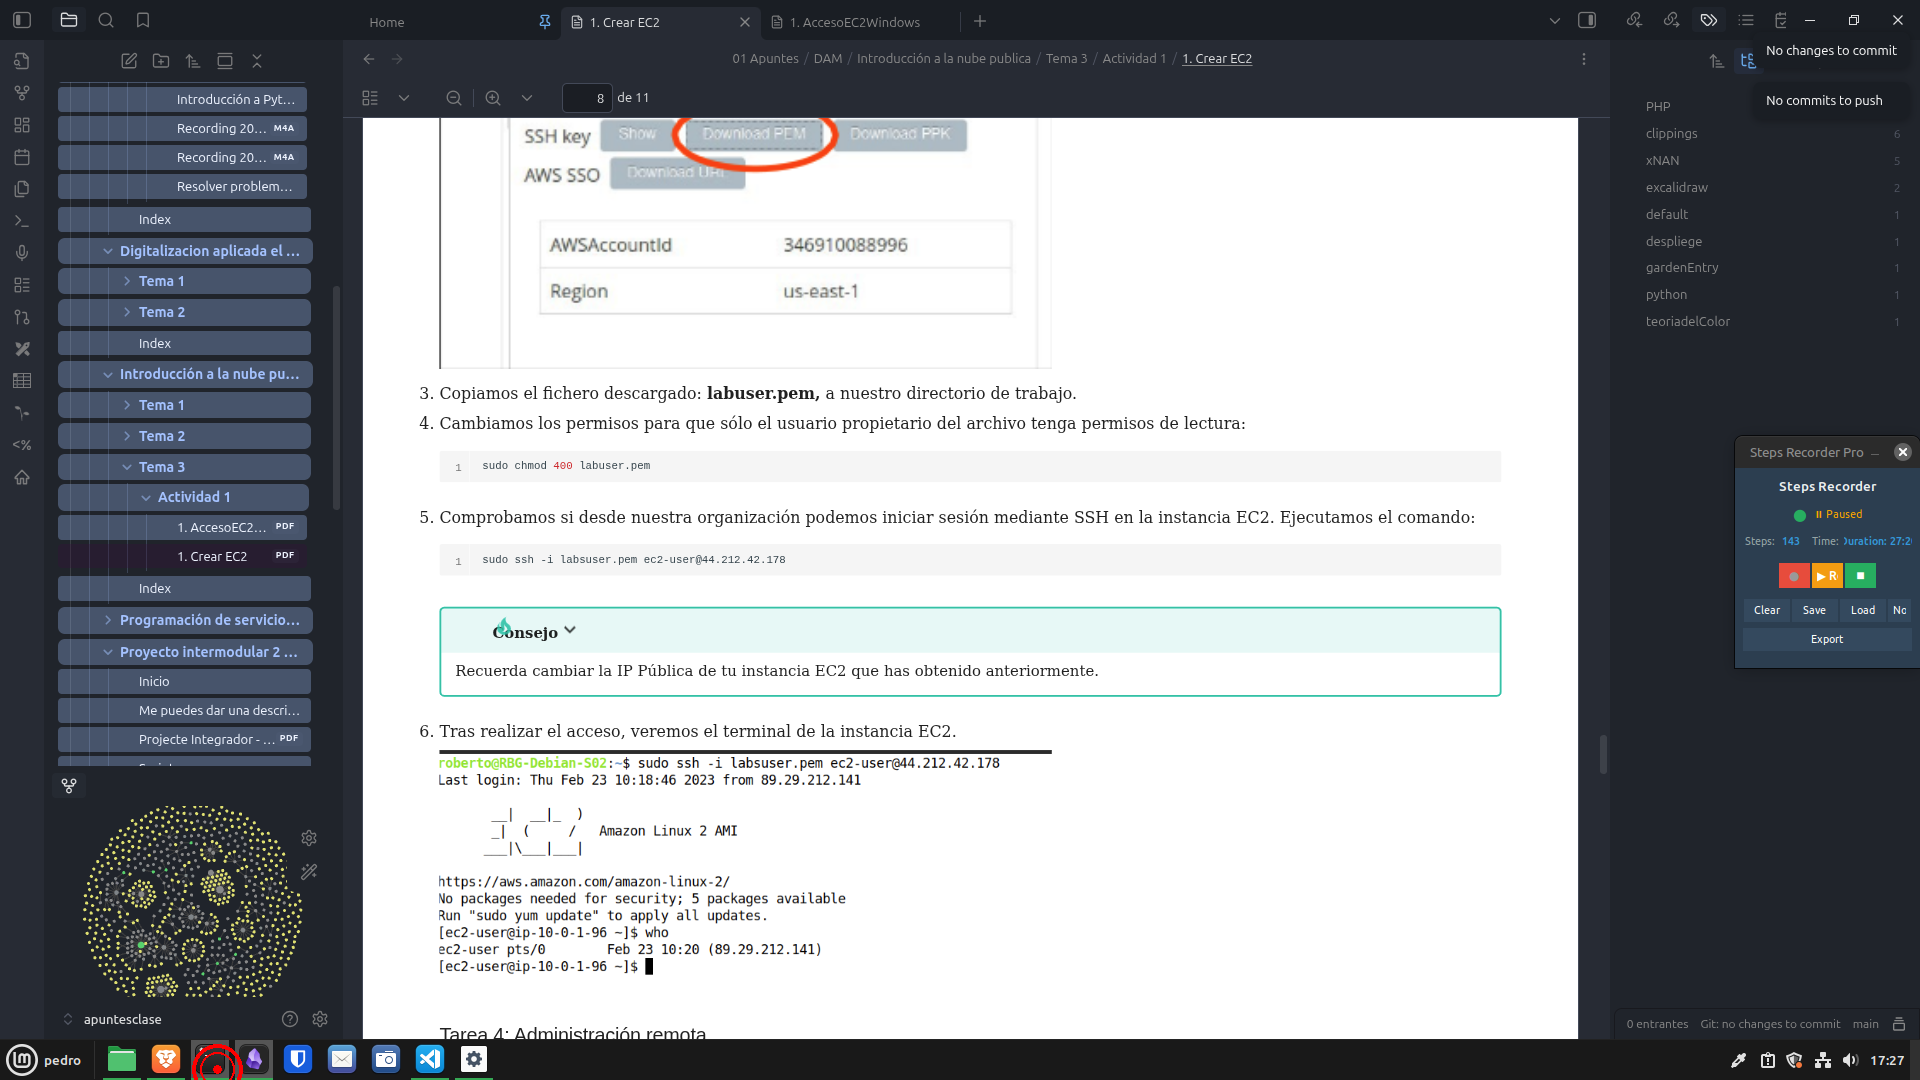 Home
1. Crear EC2
1. AccesoEC2Windows
No changes to commit
No commits to push
01 Apuntes / DAM / Introducción a la nube publica / Tema 3 / Actividad 1 / 1. Crear EC2
8 de 11
Introducción a Pyt...
Recording 20... M4A
Recording 20... M4A
Resolver problem...
Index
Digitalizacion aplicada el ...
Tema 1
Tema 2
Index
Introducción a la nube pu...
Tema 1
Tema 2
Tema 3
Actividad 1
1. AccesoEC2... PDF
1. Crear EC2 PDF
Index
Programación de servicio...
Proyecto intermodular 2 ...
Inicio
Me puedes dar una descri...
Projecte Integrador - ... PDF
apuntesclase
SSH key Show Download PEM Download PPK
AWS SSO Download URL
AWSAccountId 346910088996
Region us-east-1
3. Copiamos el fichero descargado: labuser.pem, a nuestro directorio de trabajo.
4. Cambiamos los permisos para que sólo el usuario propietario del archivo tenga permisos de lectura:
1 sudo chmod 400 labuser.pem
5. Comprobamos si desde nuestra organización podemos iniciar sesión mediante SSH en la instancia EC2. Ejecutamos el comando:
1 sudo ssh -i labsuser.pem ec2-user@44.212.42.178
Consejo
Recuerda cambiar la IP Pública de tu instancia EC2 que has obtenido anteriormente.
6. Tras realizar el acceso, veremos el terminal de la instancia EC2.
roberto@RBG-Debian-S02:~$ sudo ssh -i labsuser.pem ec2-user@44.212.42.178
Last login: Thu Feb 23 10:18:46 2023 from 89.29.212.141
__|  __|_  )
_|  (     /   Amazon Linux 2 AMI
___|\___|___|
https://aws.amazon.com/amazon-linux-2/
No packages needed for security; 5 packages available
Run "sudo yum update" to apply all updates.
[ec2-user@ip-10-0-1-96 ~]$ who
ec2-user pts/0        Feb 23 10:20 (89.29.212.141)
[ec2-user@ip-10-0-1-96 ~]$
Tarea 4: Administración remota
PHP
clippings 6
xNAN 5
excalidraw 2
default 1
despliege 1
gardenEntry 1
python 1
teoriadelColor 1
Steps Recorder Pro
Steps Recorder
Paused
Steps: 143 Time: Duration: 27:2
R
Clear Save Load No
Export
0 entrantes Git: no changes to commit main
pedro
17:27